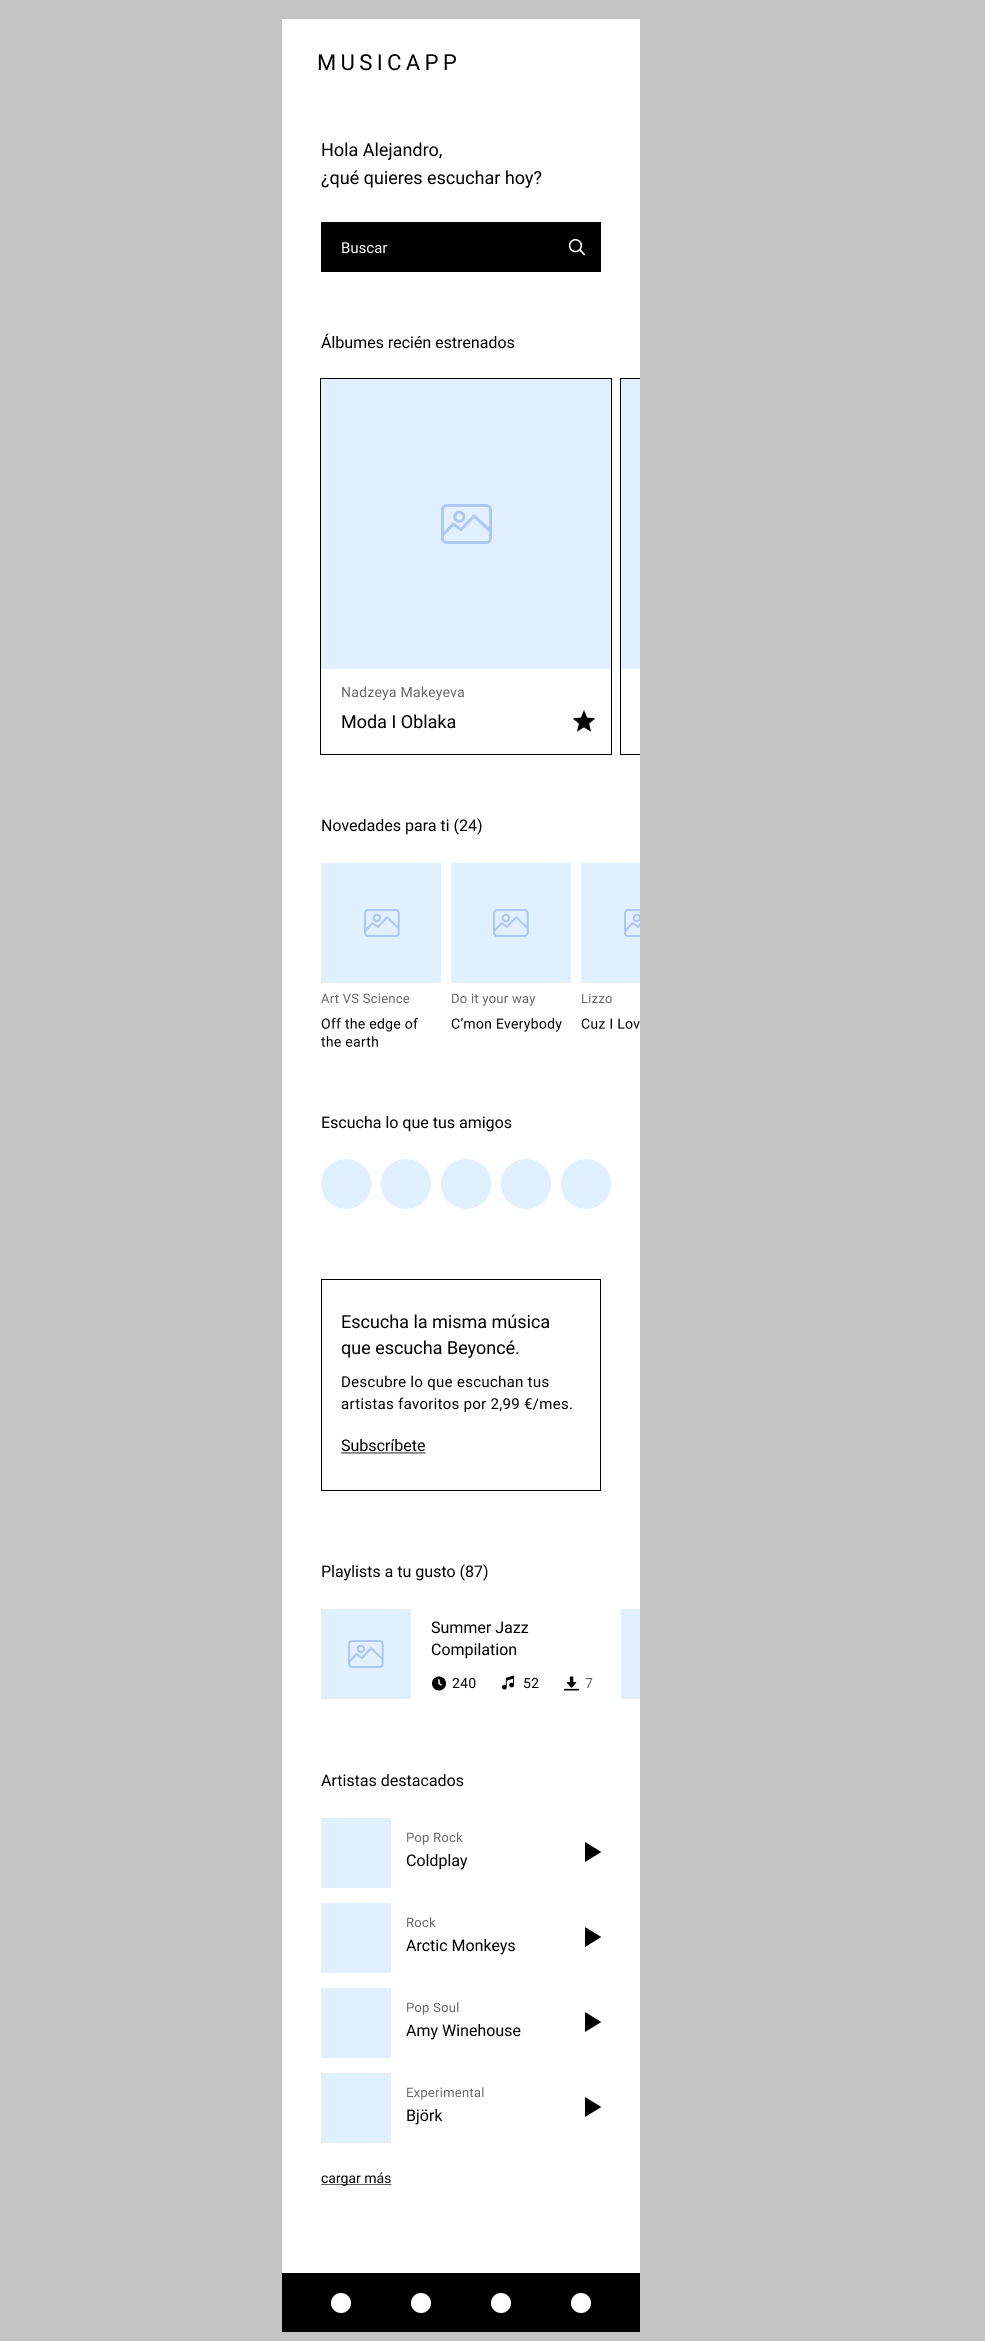 MUSICAPP
Hola Alejandro,
¿qué quieres escuchar hoy?
Buscar
Álbumes recién estrenados
Nadzeya Makeyeva
Moda I Oblaka
Novedades para ti (24)
Art VS Science
Off the edge of
the earth
Do it your way
C’mon Everybody
Lizzo
Cuz I Lov
Escucha lo que tus amigos
Escucha la misma música
que escucha Beyoncé.
Descubre lo que escuchan tus
artistas favoritos por 2,99 €/mes.
Subscríbete
Playlists a tu gusto (87)
Summer Jazz
Compilation
240 52 7
Artistas destacados
Pop Rock
Coldplay
Rock
Arctic Monkeys
Pop Soul
Amy Winehouse
Experimental
Björk
cargar más